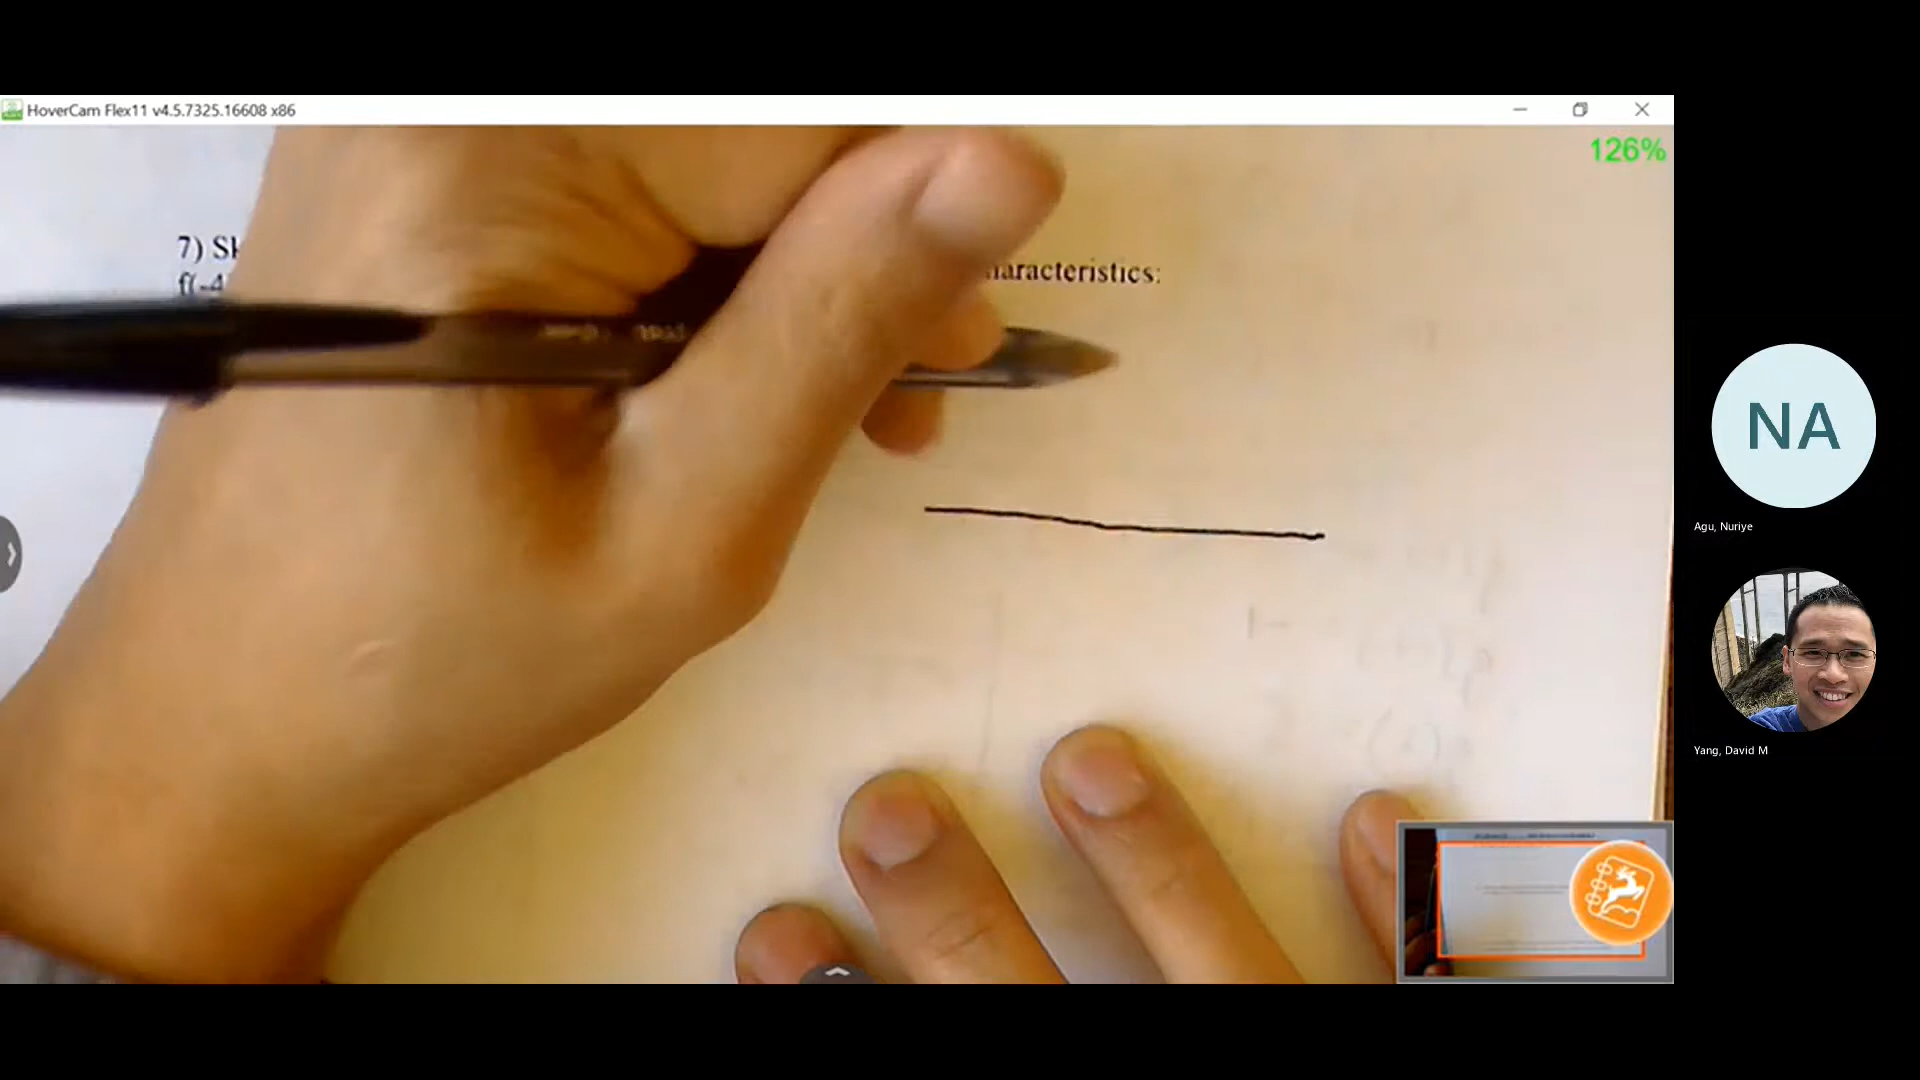 HoverCam Flex11 v4.5.7325.16608 x86
126%
7) Sk
haracteristics:
f(-4
NA
Agu, Nuriye
Yang, David M